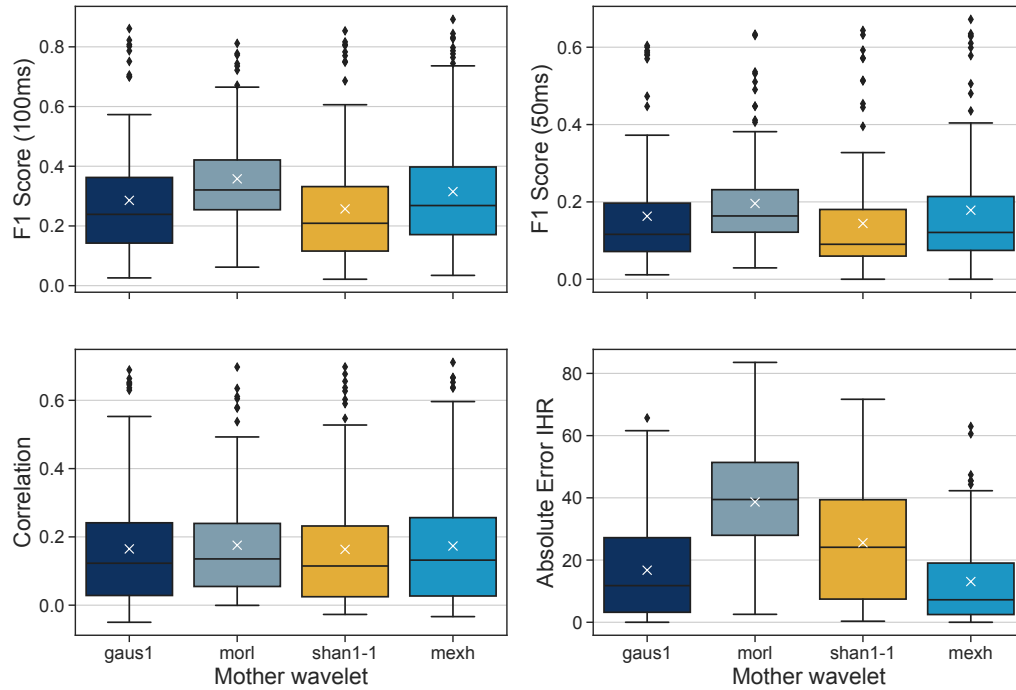 F1 Score (100ms)
0.8
0.6
0.4
0.2
0.0
F1 Score (50ms)
0.6
0.4
0.2
0.0
Correlation
0.6
0.4
0.2
0.0
gaus1 morl shan1-1 mexh
Mother wavelet
Absolute Error IHR
80
60
40
20
0
gaus1 morl shan1-1 mexh
Mother wavelet